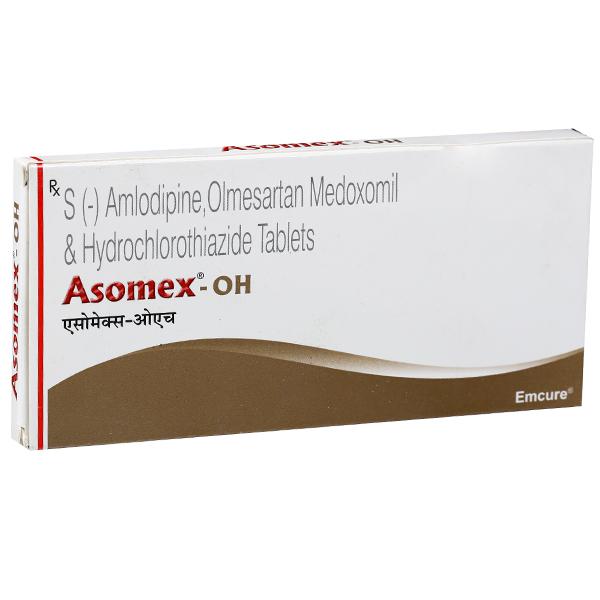 Asomex-OH
Rx
S (-) Amlodipine,Olmesartan Medoxomil
& Hydrochlorothiazide Tablets
Asomex®-OH
एसोमेक्स-ओएच
Emcure®
Asomex-OH